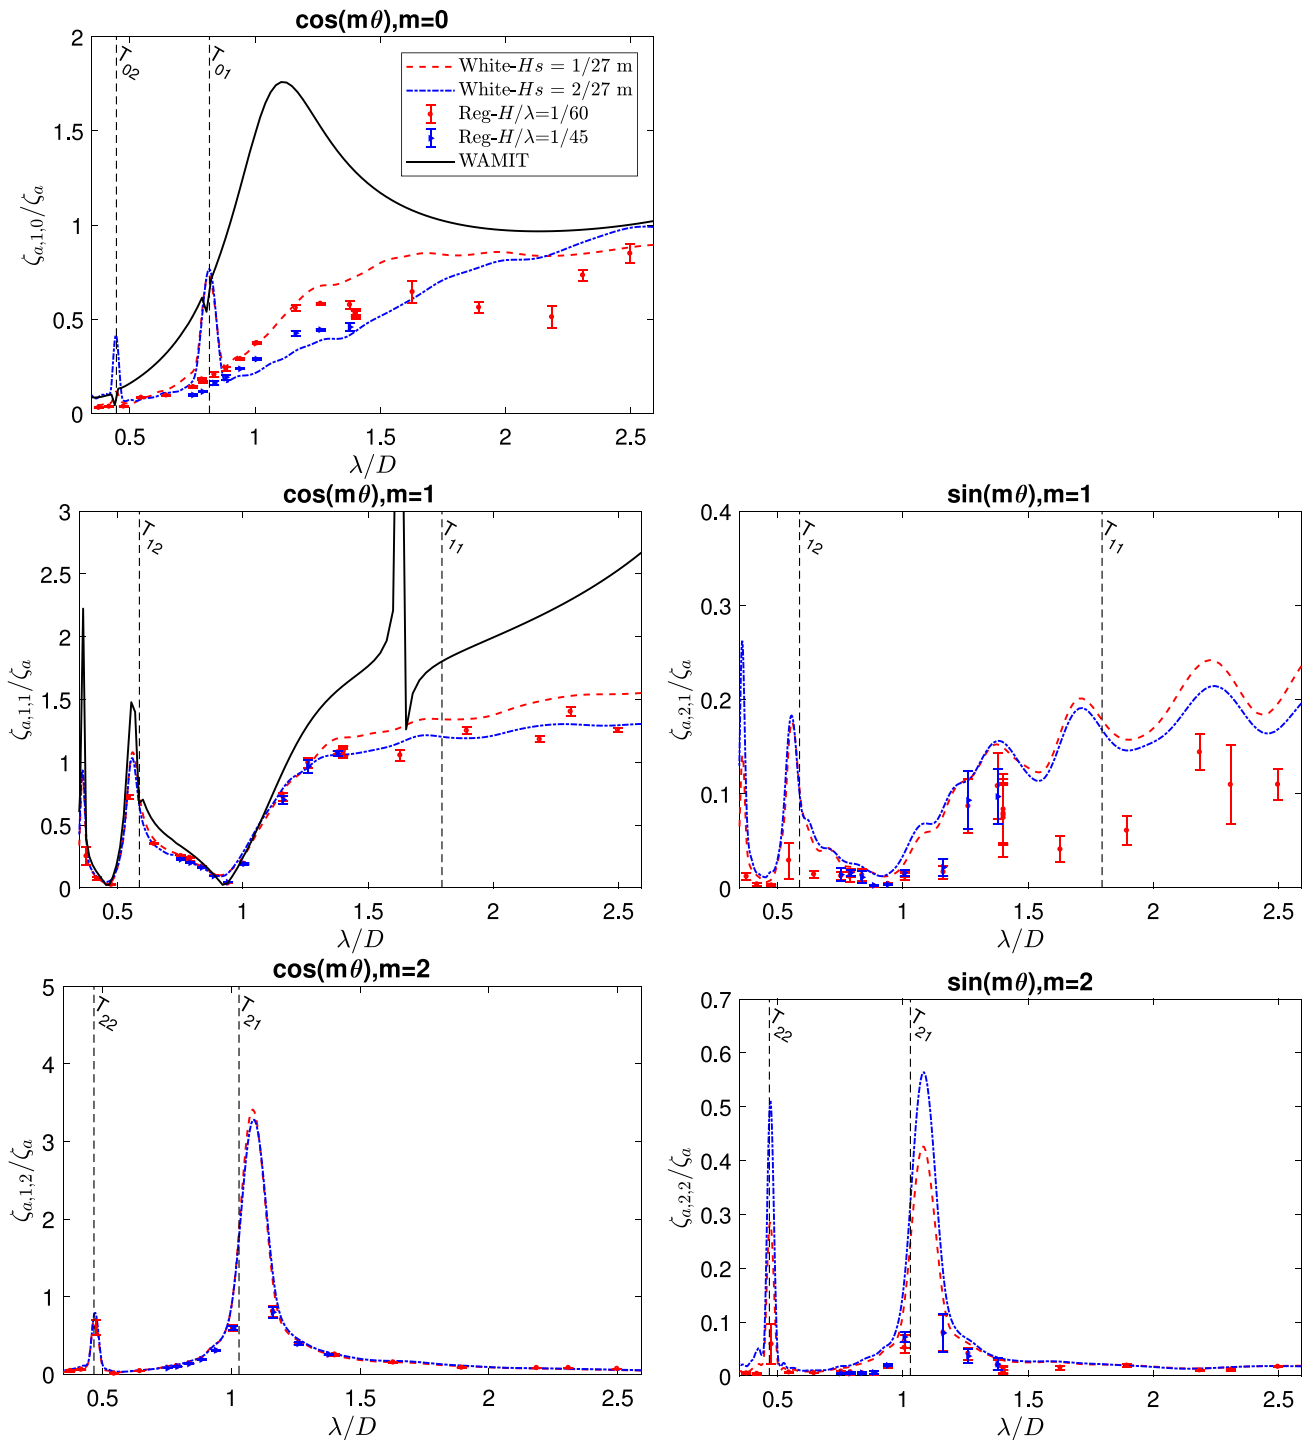 cos(mθ),m=0
2
1.5
1
0.5
0
0.5
1
1.5
2
2.5
T02
T01
White-Hs = 1/27 m
White-Hs = 2/27 m
Reg-H/λ=1/60
Reg-H/λ=1/45
WAMIT
ζa,1,0/ζa
λ/D
cos(mθ),m=1
3
2.5
2
1.5
1
0.5
0
0.5
1
1.5
2
2.5
T12
T11
ζa,1,1/ζa
λ/D
sin(mθ),m=1
0.4
0.3
0.2
0.1
0
0.5
1
1.5
2
2.5
T12
T11
ζa,2,1/ζa
λ/D
cos(mθ),m=2
5
4
3
2
1
0
0.5
1
1.5
2
2.5
T22
T21
ζa,1,2/ζa
λ/D
sin(mθ),m=2
0.7
0.6
0.5
0.4
0.3
0.2
0.1
0
0.5
1
1.5
2
2.5
T22
T21
ζa,2,2/ζa
λ/D